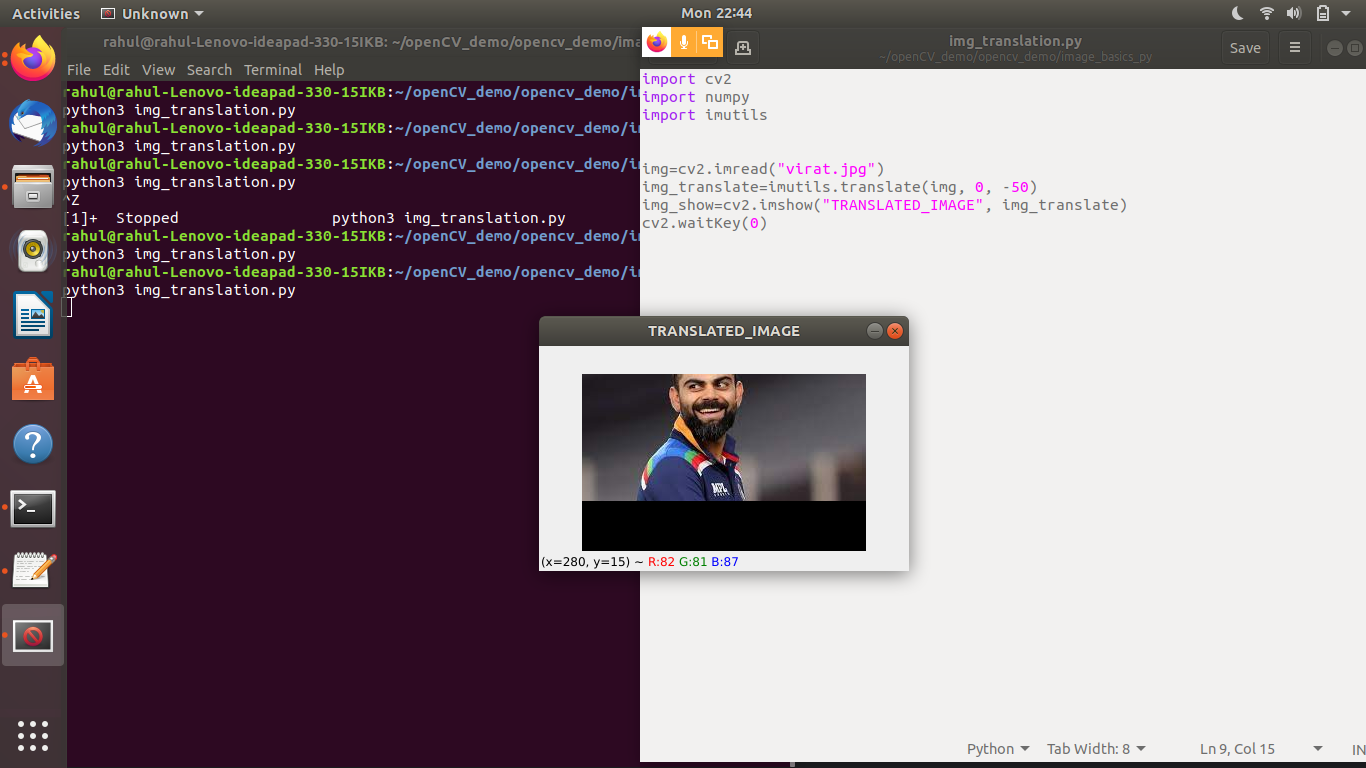 Activities
Unknown
Mon 22:44
rahul@rahul-Lenovo-ideapad-330-15IKB: ~/openCV_demo/opencv_demo/ima
File Edit View Search Terminal Help
rahul@rahul-Lenovo-ideapad-330-15IKB:~/openCV_demo/opencv_demo/im
python3 img_translation.py
rahul@rahul-Lenovo-ideapad-330-15IKB:~/openCV_demo/opencv_demo/im
python3 img_translation.py
rahul@rahul-Lenovo-ideapad-330-15IKB:~/openCV_demo/opencv_demo/im
python3 img_translation.py
^Z
[1]+  Stopped                 python3 img_translation.py
rahul@rahul-Lenovo-ideapad-330-15IKB:~/openCV_demo/opencv_demo/im
python3 img_translation.py
rahul@rahul-Lenovo-ideapad-330-15IKB:~/openCV_demo/opencv_demo/im
python3 img_translation.py
img_translation.py
~/openCV_demo/opencv_demo/image_basics_py
Save
import cv2
import numpy
import imutils
img=cv2.imread("virat.jpg")
img_translate=imutils.translate(img, 0, -50)
img_show=cv2.imshow("TRANSLATED_IMAGE", img_translate)
cv2.waitKey(0)
TRANSLATED_IMAGE
MPL
(x=280, y=15) ~ R:82 G:81 B:87
Python
Tab Width: 8
Ln 9, Col 15
IN